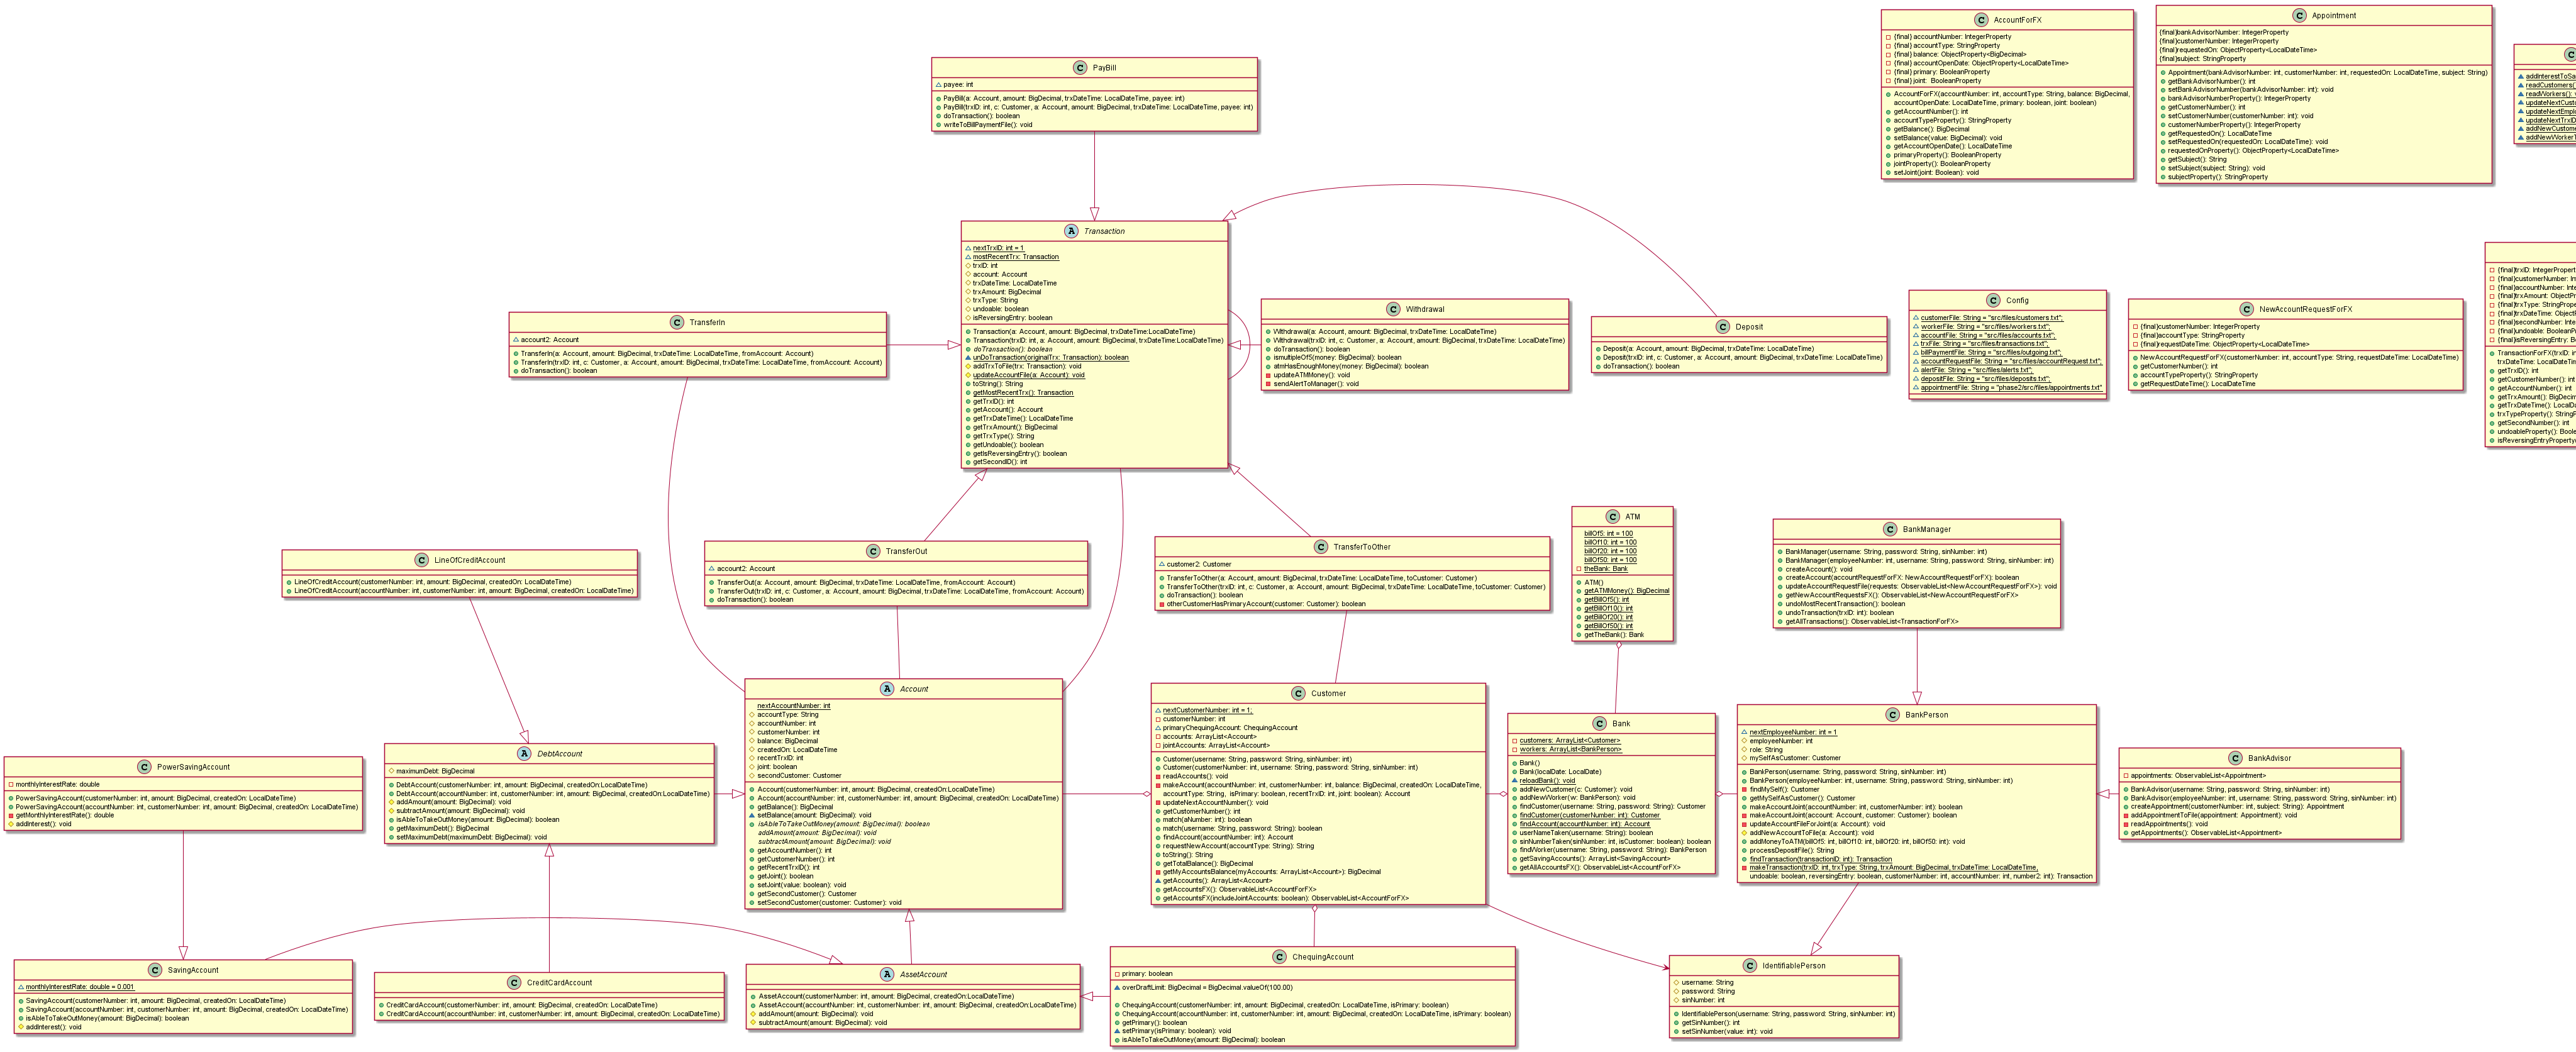 PayBill
payee: int
PayBill(a: Account, amount: BigDecimal, trxDateTime: LocalDateTime, payee: int)
PayBill(trxID: int, c: Customer, a: Account, amount: BigDecimal, trxDateTime: LocalDateTime, payee: int)
doTransaction(): boolean
writeToBillPaymentFile(): void
AccountForFX
{final} accountNumber: IntegerProperty
{final} accountType: StringProperty
{final} balance: ObjectProperty<BigDecimal>
{final} accountOpenDate: ObjectProperty<LocalDateTime>
{final} primary: BooleanProperty
{final} joint: BooleanProperty
AccountForFX(accountNumber: int, accountType: String, balance: BigDecimal,
accountOpenDate: LocalDateTime, primary: boolean, joint: boolean)
getAccountNumber(): int
accountTypeProperty(): StringProperty
getBalance(): BigDecimal
setBalance(value: BigDecimal): void
getAccountOpenDate(): LocalDateTime
primaryProperty(): BooleanProperty
jointProperty(): BooleanProperty
setJoint(joint: Boolean): void
Appointment
{final}bankAdvisorNumber: IntegerProperty
{final}customerNumber: IntegerProperty
{final}requestedOn: ObjectProperty<LocalDateTime>
{final}subject: StringProperty
Appointment(bankAdvisorNumber: int, customerNumber: int, requestedOn: LocalDateTime, subject: String)
getBankAdvisorNumber(): int
setBankAdvisorNumber(bankAdvisorNumber: int): void
bankAdvisorNumberProperty(): IntegerProperty
getCustomerNumber(): int
setCustomerNumber(customerNumber: int): void
customerNumberProperty(): IntegerProperty
getRequestedOn(): LocalDateTime
setRequestedOn(requestedOn: LocalDateTime): void
requestedOnProperty(): ObjectProperty<LocalDateTime>
getSubject(): String
setSubject(subject: String): void
subjectProperty(): StringProperty
addInterestToSa
readCustomers(
readWorkers():
updateNextCust
updateNextEmpl
updateNextTrxID
addNewCustome
addNewWorker
Transaction
nextTrxID: int = 1
mostRecentTrx: Transaction
trxID: int
account: Account
trxDateTime: LocalDateTime
trxAmount: BigDecimal
trxType: String
undoable: boolean
isReversingEntry: boolean
Transaction(a: Account, amount: BigDecimal, trxDateTime:LocalDateTime)
Transaction(trxID: int, a: Account, amount: BigDecimal, trxDateTime:LocalDateTime)
doTransaction(): boolean
unDoTransaction(originalTrx: Transaction): boolean
addTrxToFile(trx: Transaction): void
updateAccountFile(a: Account): void
toString(): String
getMostRecentTrx(): Transaction
getTrxID(): int
getAccount(): Account
getTrxDateTime(): LocalDateTime
getTrxAmount(): BigDecimal
getTrxType(): String
getUndoable(): boolean
getIsReversingEntry(): boolean
getSecondID(): int
TransferIn
account2: Account
TransferIn(a: Account, amount: BigDecimal, trxDateTime: LocalDateTime, fromAccount: Account)
TransferIn(trxID: int, c: Customer, a: Account, amount: BigDecimal, trxDateTime: LocalDateTime, fromAccount: Account)
doTransaction(): boolean
Withdrawal
Withdrawal(a: Account, amount: BigDecimal, trxDateTime: LocalDateTime)
Withdrawal(trxID: int, c: Customer, a: Account, amount: BigDecimal, trxDateTime: LocalDateTime)
doTransaction(): boolean
ismultipleOf5(money: BigDecimal): boolean
atmHasEnoughMoney(money: BigDecimal): boolean
updateATMMoney(): void
sendAlertToManager(): void
Deposit
Deposit(a: Account, amount: BigDecimal, trxDateTime: LocalDateTime)
Deposit(trxID: int, c: Customer, a: Account, amount: BigDecimal, trxDateTime: LocalDateTime)
doTransaction(): boolean
Config
customerFile: String = "src/files/customers.txt";
workerFile: String = "src/files/workers.txt";
accountFile: String = "src/files/accounts.txt";
trxFile: String = "src/files/transactions.txt";
billPaymentFile: String = "src/files/outgoing.txt";
accountRequestFile: String = "src/files/accountRequest.txt";
alertFile: String = "src/files/alerts.txt";
depositFile: String = "src/files/deposits.txt";
appointmentFile: String = "phase2/src/files/appointments.txt"
NewAccountRequestForFX
{final}customerNumber: IntegerProperty
{final}accountType: StringProperty
{final}requestDateTime: ObjectProperty<LocalDateTime>
NewAccountRequestForFX(customerNumber: int, accountType: String, requestDateTime: LocalDateTime)
getCustomerNumber(): int
accountTypeProperty(): StringProperty
getRequestDateTime(): LocalDateTime
{final}trxID: IntegerPropert
{final}customerNumber: In
{final}accountNumber: Inte
{final}trxAmount: ObjectPr
{final}trxType: StringPrope
{final}trxDateTime: ObjectP
{final}secondNumber: Inte
{final}undoable: BooleanPr
{final}isReversingEntry: B
TransactionForFX(trxID: in
trxDateTime: LocalDateTim
getTrxID(): int
getCustomerNumber(): int
getAccountNumber(): int
getTrxAmount(): BigDecim
getTrxDateTime(): LocalDa
trxTypeProperty(): StringP
getSecondNumber(): int
undoableProperty(): Boole
isReversingEntryProperty
LineOfCreditAccount
LineOfCreditAccount(customerNumber: int, amount: BigDecimal, createdOn: LocalDateTime)
LineOfCreditAccount(accountNumber: int, customerNumber: int, amount: BigDecimal, createdOn: LocalDateTime)
TransferOut
account2: Account
TransferOut(a: Account, amount: BigDecimal, trxDateTime: LocalDateTime, fromAccount: Account)
TransferOut(trxID: int, c: Customer, a: Account, amount: BigDecimal, trxDateTime: LocalDateTime, fromAccount: Account)
doTransaction(): boolean
TransferToOther
customer2: Customer
TransferToOther(a: Account, amount: BigDecimal, trxDateTime: LocalDateTime, toCustomer: Customer)
TransferToOther(trxID: int, c: Customer, a: Account, amount: BigDecimal, trxDateTime: LocalDateTime, toCustomer: Customer)
doTransaction(): boolean
otherCustomerHasPrimaryAccount(customer: Customer): boolean
ATM
billOf5: int = 100
billOf10: int = 100
billOf20: int = 100
billOf50: int = 100
theBank: Bank
ATM()
getATMMoney(): BigDecimal
getBillOf5(): int
getBillOf10(): int
getBillOf20(): int
getBillOf50(): int
getTheBank(): Bank
BankManager
BankManager(username: String, password: String, sinNumber: int)
BankManager(employeeNumber: int, username: String, password: String, sinNumber: int)
createAccount(): void
createAccount(accountRequestForFX: NewAccountRequestForFX): boolean
updateAccountRequestFile(requests: ObservableList<NewAccountRequestForFX>): void
getNewAccountRequestsFX(): ObservableList<NewAccountRequestForFX>
undoMostRecentTransaction(): boolean
undoTransaction(trxID: int): boolean
getAllTransactions(): ObservableList<TransactionForFX>
PowerSavingAccount
monthlyInterestRate: double
PowerSavingAccount(customerNumber: int, amount: BigDecimal, createdOn: LocalDateTime)
PowerSavingAccount(accountNumber: int, customerNumber: int, amount: BigDecimal, createdOn: LocalDateTime)
getMonthlyInterestRate(): double
addInterest(): void
DebtAccount
maximumDebt: BigDecimal
DebtAccount(customerNumber: int, amount: BigDecimal, createdOn:LocalDateTime)
DebtAccount(accountNumber: int, customerNumber: int, amount: BigDecimal, createdOn:LocalDateTime)
addAmount(amount: BigDecimal): void
subtractAmount(amount: BigDecimal): void
isAbleToTakeOutMoney(amount: BigDecimal): boolean
getMaximumDebt(): BigDecimal
setMaximumDebt(maximumDebt: BigDecimal): void
Account
nextAccountNumber: int
accountType: String
accountNumber: int
customerNumber: int
balance: BigDecimal
createdOn: LocalDateTime
recentTrxID: int
joint: boolean
secondCustomer: Customer
Account(customerNumber: int, amount: BigDecimal, createdOn:LocalDateTime)
Account(accountNumber: int, customerNumber: int, amount: BigDecimal, createdOn: LocalDateTime)
getBalance(): BigDecimal
setBalance(amount: BigDecimal): void
isAbleToTakeOutMoney(amount: BigDecimal): boolean
addAmount(amount: BigDecimal): void
subtractAmount(amount: BigDecimal): void
getAccountNumber(): int
getCustomerNumber(): int
getRecentTrxID(): int
getJoint(): boolean
setJoint(value: boolean): void
getSecondCustomer(): Customer
setSecondCustomer(customer: Customer): void
Customer
nextCustomerNumber: int = 1;
customerNumber: int
primaryChequingAccount: ChequingAccount
accounts: ArrayList<Account>
jointAccounts: ArrayList<Account>
Customer(username: String, password: String, sinNumber: int)
Customer(customerNumber: int, username: String, password: String, sinNumber: int)
readAccounts(): void
makeAccount(accountNumber: int, customerNumber: int, balance: BigDecimal, createdOn: LocalDateTime,
accountType: String, isPrimary: boolean, recentTrxID: int, joint: boolean): Account
updateNextAccountNumber(): void
getCustomerNumber(): int
match(aNumber: int): boolean
match(username: String, password: String): boolean
findAccount(accountNumber: int): Account
requestNewAccount(accountType: String): String
toString(): String
getTotalBalance(): BigDecimal
getMyAccountsBalance(myAccounts: ArrayList<Account>): BigDecimal
getAccounts(): ArrayList<Account>
getAccountsFX(): ObservableList<AccountForFX>
getAccountsFX(includeJointAccounts: boolean): ObservableList<AccountForFX>
Bank
customers: ArrayList<Customer>
workers: ArrayList<BankPerson>
Bank()
Bank(localDate: LocalDate)
reloadBank(): void
addNewCustomer(c: Customer): void
addNewWorker(w: BankPerson): void
findCustomer(username: String, password: String): Customer
findCustomer(customerNumber: int): Customer
findAccount(accountNumber: int): Account
userNameTaken(username: String): boolean
sinNumberTaken(sinNumber: int, isCustomer: boolean): boolean
findWorker(username: String, password: String): BankPerson
getSavingAccounts(): ArrayList<SavingAccount>
getAllAccountsFX(): ObservableList<AccountForFX>
BankPerson
nextEmployeeNumber: int = 1
employeeNumber: int
role: String
mySelfAsCustomer: Customer
BankPerson(username: String, password: String, sinNumber: int)
BankPerson(employeeNumber: int, username: String, password: String, sinNumber: int)
findMySelf(): Customer
getMySelfAsCustomer(): Customer
makeAccountJoint(accountNumber: int, customerNumber: int): boolean
makeAccountJoint(account: Account, customer: Customer): boolean
updateAccountFileForJoint(a: Account): void
addNewAccountToFile(a: Account): void
addMoneyToATM(billOf5: int, billOf10: int, billOf20: int, billOf50: int): void
processDepositFile(): String
findTransaction(transactionID: int): Transaction
makeTransaction(trxID: int, trxType: String, trxAmount: BigDecimal, trxDateTime: LocalDateTime,
undoable: boolean, reversingEntry: boolean, customerNumber: int, accountNumber: int, number2: int): Transaction
BankAdvisor
appointments: ObservableList<Appointment>
BankAdvisor(username: String, password: String, sinNumber: int)
BankAdvisor(employeeNumber: int, username: String, password: String, sinNumber: int)
createAppointment(customerNumber: int, subject: String): Appointment
addAppointmentToFile(appointment: Appointment): void
readAppointments(): void
getAppointments(): ObservableList<Appointment>
SavingAccount
monthlyInterestRate: double = 0.001
SavingAccount(customerNumber: int, amount: BigDecimal, createdOn: LocalDateTime)
SavingAccount(accountNumber: int, customerNumber: int, amount: BigDecimal, createdOn: LocalDateTime)
isAbleToTakeOutMoney(amount: BigDecimal): boolean
addInterest(): void
CreditCardAccount
CreditCardAccount(customerNumber: int, amount: BigDecimal, createdOn: LocalDateTime)
CreditCardAccount(accountNumber: int, customerNumber: int, amount: BigDecimal, createdOn: LocalDateTime)
AssetAccount
AssetAccount(customerNumber: int, amount: BigDecimal, createdOn:LocalDateTime)
AssetAccount(accountNumber: int, customerNumber: int, amount: BigDecimal, createdOn:LocalDateTime)
addAmount(amount: BigDecimal): void
subtractAmount(amount: BigDecimal): void
ChequingAccount
primary: boolean
overDraftLimit: BigDecimal = BigDecimal.valueOf(100.00)
ChequingAccount(customerNumber: int, amount: BigDecimal, createdOn: LocalDateTime, isPrimary: boolean)
ChequingAccount(accountNumber: int, customerNumber: int, amount: BigDecimal, createdOn: LocalDateTime, isPrimary: boolean)
getPrimary(): boolean
setPrimary(isPrimary: boolean): void
isAbleToTakeOutMoney(amount: BigDecimal): boolean
IdentifiablePerson
username: String
password: String
sinNumber: int
IdentifiablePerson(username: String, password: String, sinNumber: int)
getSinNumber(): int
setSinNumber(value: int): void